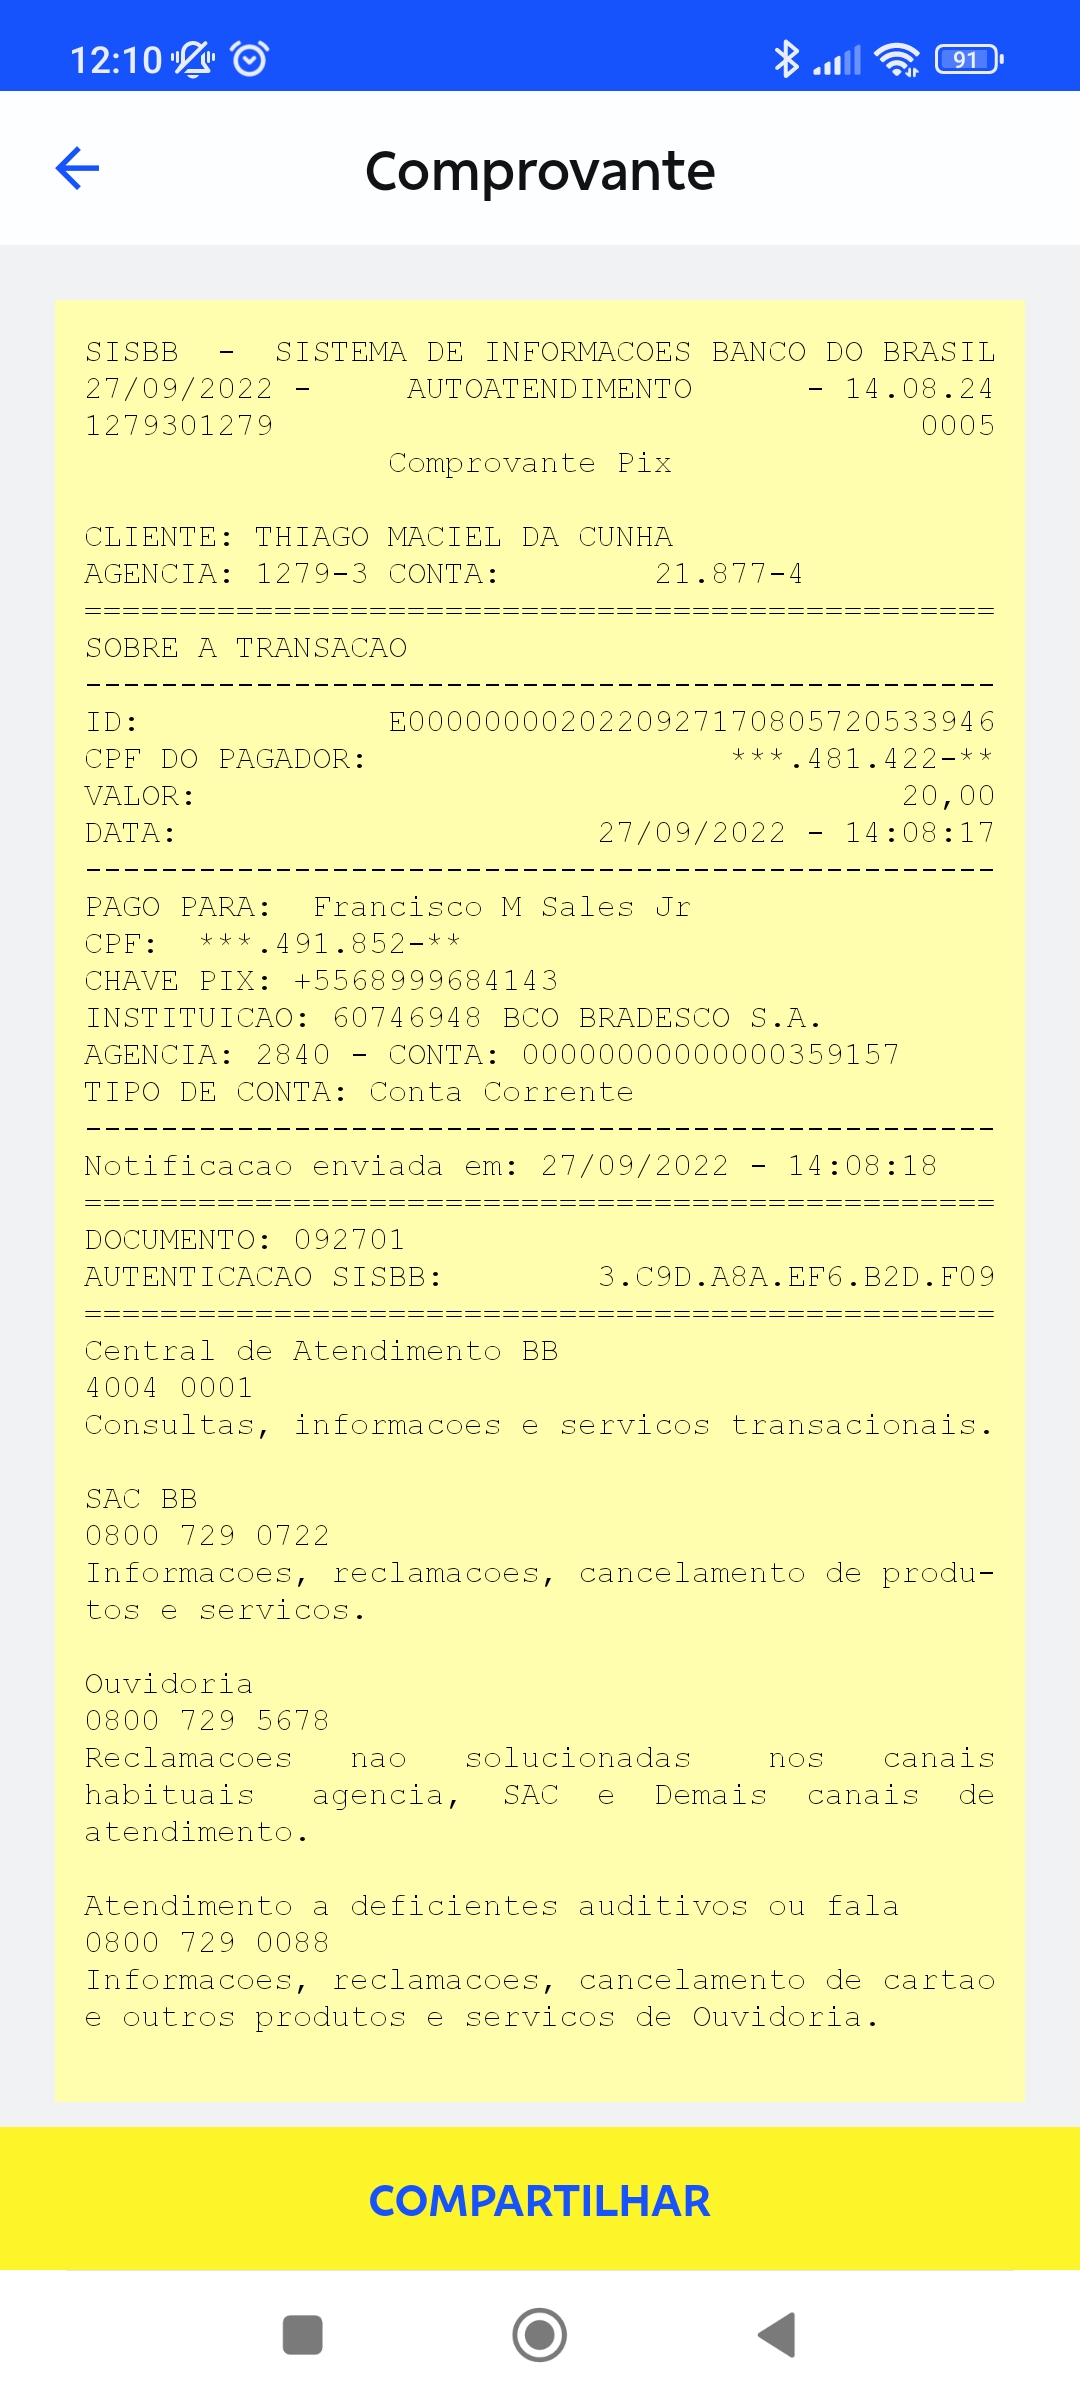 12:10
91
Comprovante
SISBB - SISTEMA DE INFORMACOES BANCO DO BRASIL
27/09/2022 - AUTOATENDIMENTO - 14.08.24
1279301279 0005
Comprovante Pix
CLIENTE: THIAGO MACIEL DA CUNHA
AGENCIA: 1279-3 CONTA: 21.877-4
================================================
SOBRE A TRANSACAO
------------------------------------------------
ID: E0000000020220927170805720533946
CPF DO PAGADOR: ***.481.422-**
VALOR: 20,00
DATA: 27/09/2022 - 14:08:17
------------------------------------------------
PAGO PARA: Francisco M Sales Jr
CPF: ***.491.852-**
CHAVE PIX: +5568999684143
INSTITUICAO: 60746948 BCO BRADESCO S.A.
AGENCIA: 2840 - CONTA: 00000000000000359157
TIPO DE CONTA: Conta Corrente
------------------------------------------------
Notificacao enviada em: 27/09/2022 - 14:08:18
================================================
DOCUMENTO: 092701
AUTENTICACAO SISBB: 3.C9D.A8A.EF6.B2D.F09
================================================
Central de Atendimento BB
4004 0001
Consultas, informacoes e servicos transacionais.
SAC BB
0800 729 0722
Informacoes, reclamacoes, cancelamento de produ-
tos e servicos.
Ouvidoria
0800 729 5678
Reclamacoes nao solucionadas nos canais
habituais agencia, SAC e Demais canais de
atendimento.
Atendimento a deficientes auditivos ou fala
0800 729 0088
Informacoes, reclamacoes, cancelamento de cartao
e outros produtos e servicos de Ouvidoria.
COMPARTILHAR